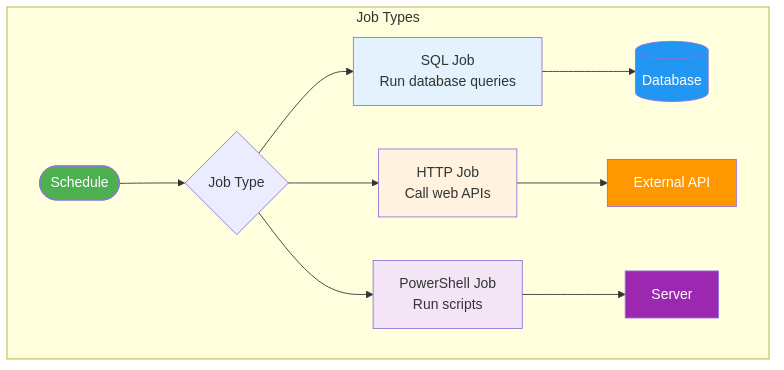 Job Types
Schedule
Job Type
SQL Job
Run database queries
Database
HTTP Job
Call web APIs
External API
PowerShell Job
Run scripts
Server